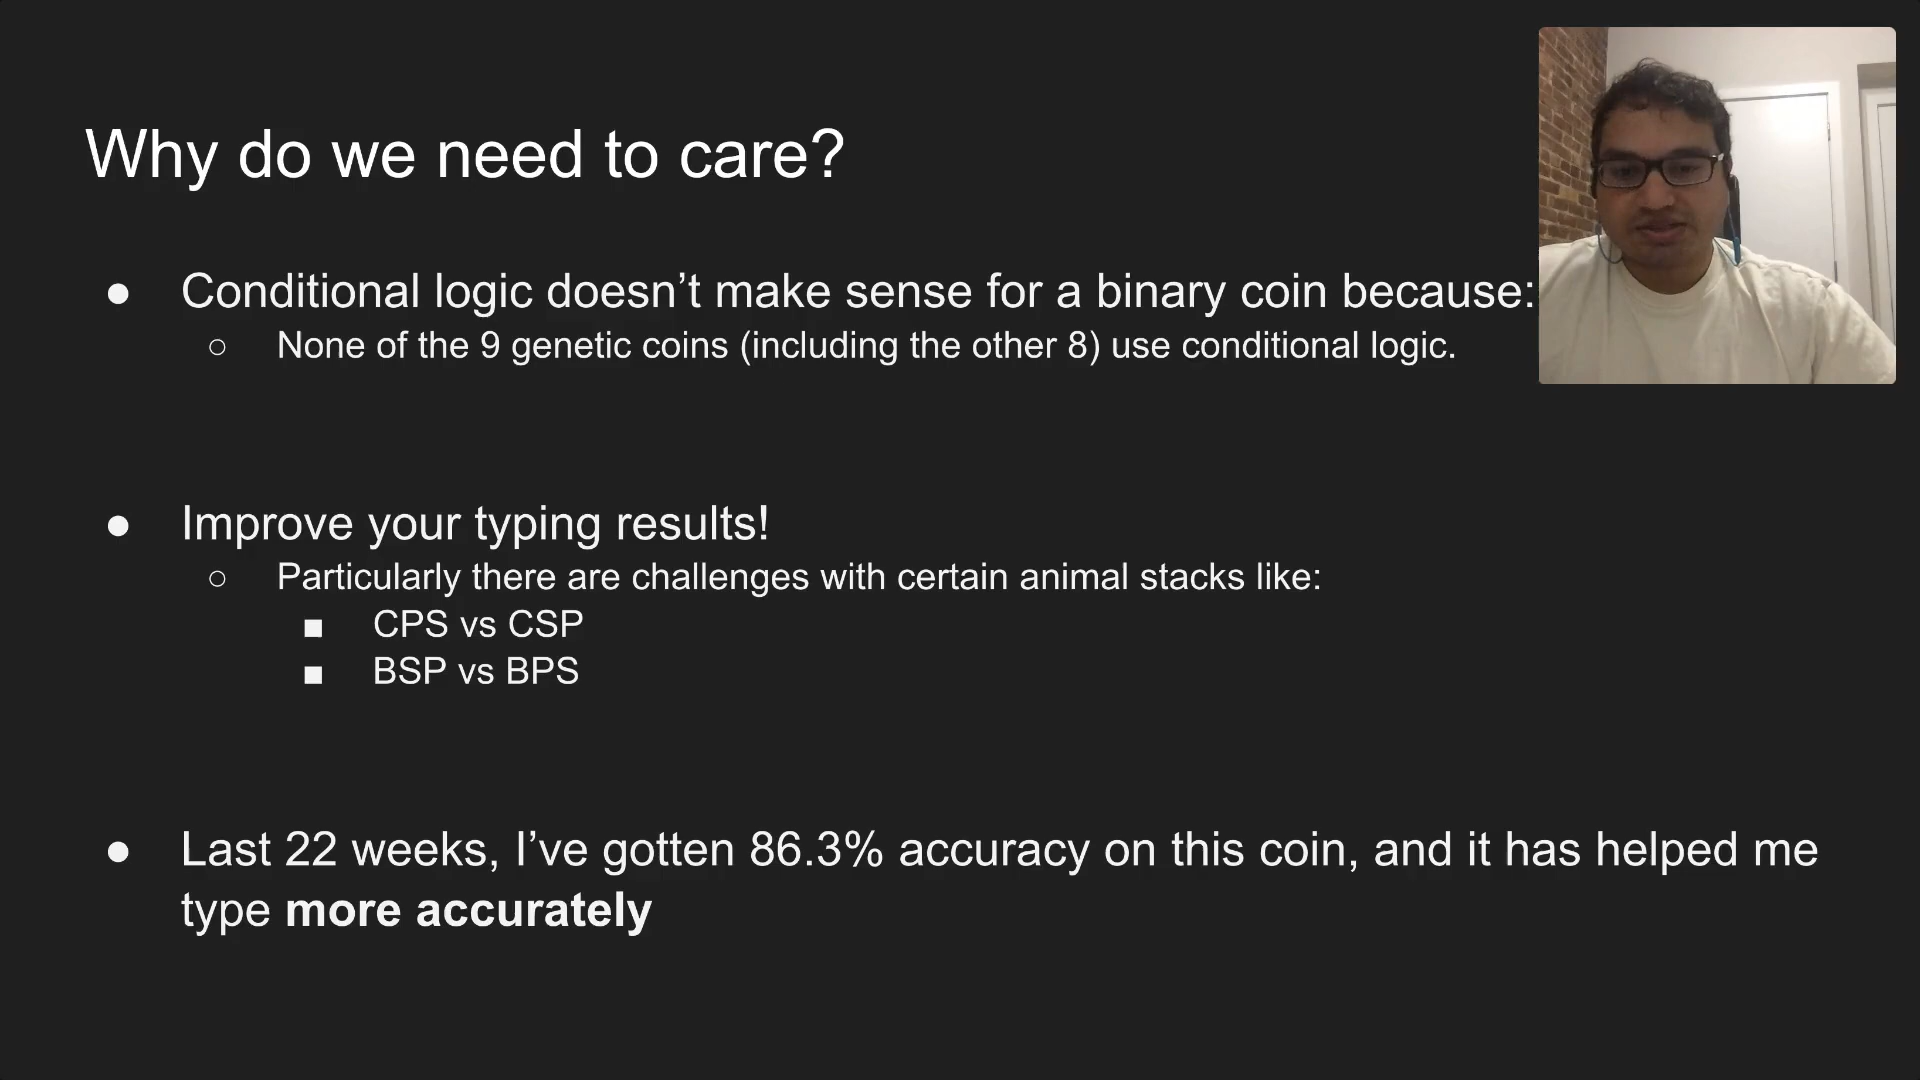 Why do we need to care?
● Conditional logic doesn’t make sense for a binary coin because:
○ None of the 9 genetic coins (including the other 8) use conditional logic.
● Improve your typing results!
○ Particularly there are challenges with certain animal stacks like:
■ CPS vs CSP
■ BSP vs BPS
● Last 22 weeks, I’ve gotten 86.3% accuracy on this coin, and it has helped me
type more accurately